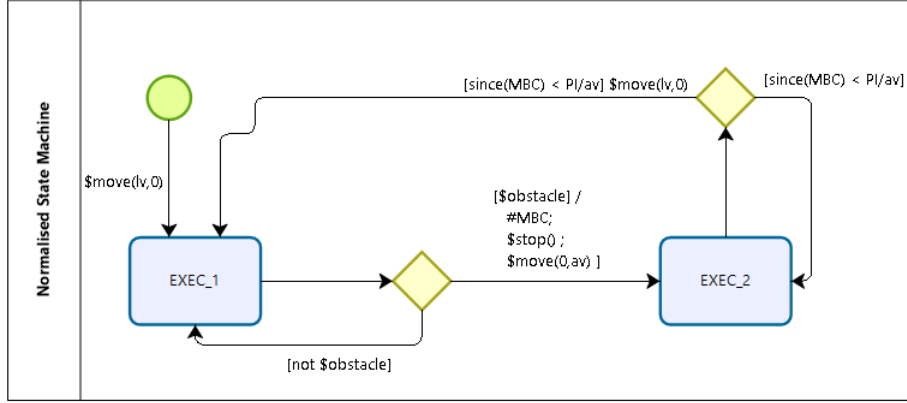 Normalised State Machine
[since(MBC) < PI/av] $move(lv,0)
[since(MBC) < PI/av]
$move(lv,0)
[$obstacle] /
#MBC;
$stop() ;
$move(0,av) ]
EXEC_1
EXEC_2
[not $obstacle]